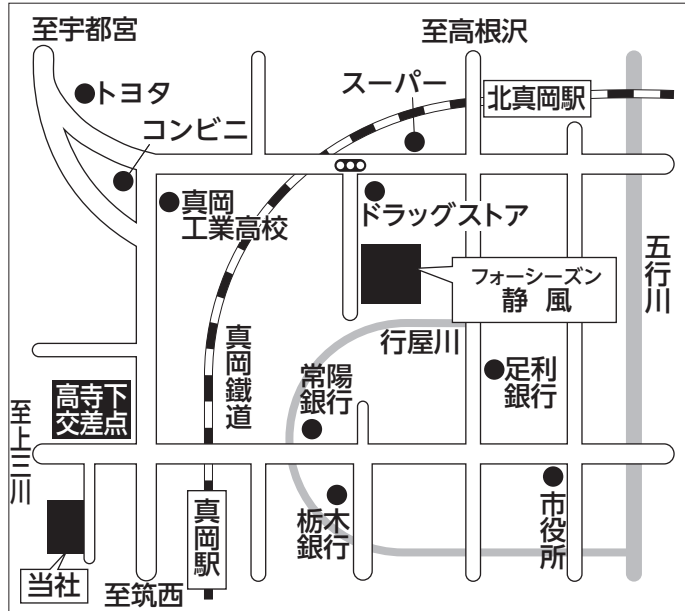 至宇都宮
至高根沢
トヨタ
スーパー
北真岡駅
コンビニ
真岡
工業高校
ドラッグストア
フォーシーズン
静風
五行川
行屋川
真岡鐵道
常陽
銀行
足利
銀行
高寺下
交差点
至上三川
栃木
銀行
市役所
真岡駅
当社
至筑西